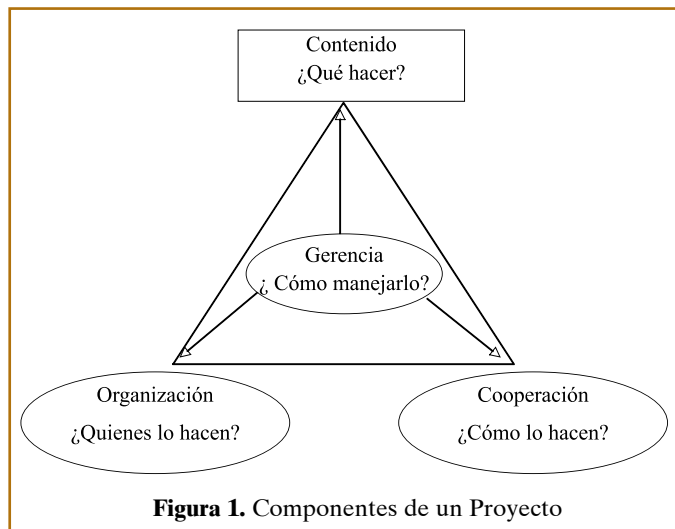 Contenido
¿Qué hacer?
Gerencia
¿ Cómo manejarlo?
Organización
¿Quienes lo hacen?
Cooperación
¿Cómo lo hacen?
Figura 1. Componentes de un Proyecto